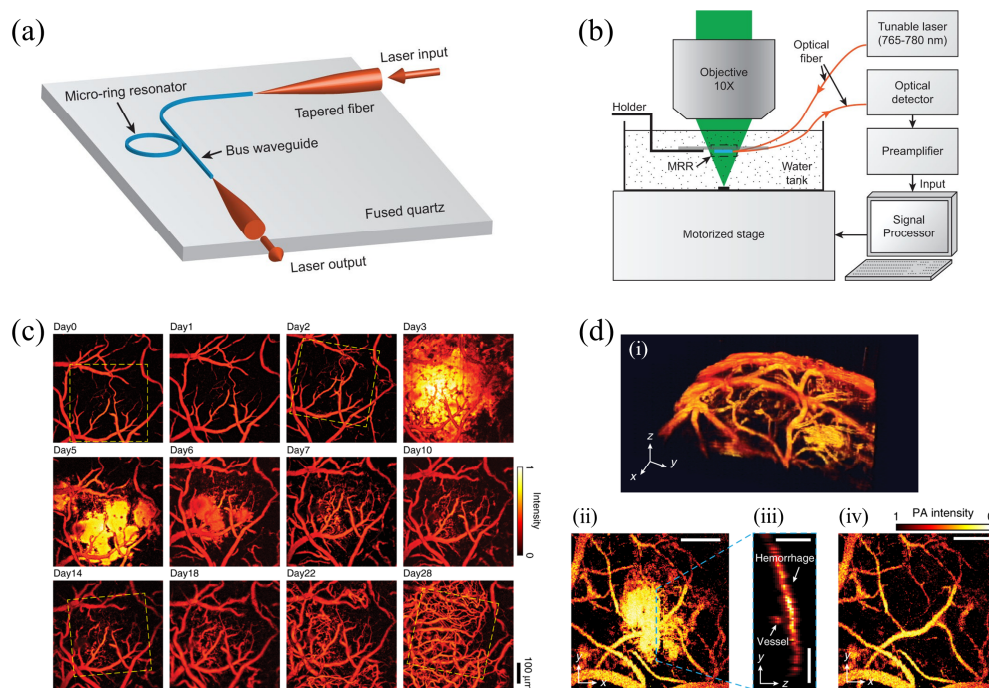 (a)
Laser input
Micro-ring resonator
Tapered fiber
Bus waveguide
Fused quartz
Laser output
(b)
Tunable laser
(765-780 nm)
Optical
fiber
Objective
10X
Optical
detector
Holder
MRR
Water
tank
Preamplifier
Input
Motorized stage
Signal
Processor
(c)
Day0
Day1
Day2
Day3
Day5
Day6
Day7
Day10
1
Intensity
0
Day14
Day18
Day22
Day28
100 µm
(d)
(i)
z
y
x
(ii)
(iii)
(iv)
1 PA intensity
Hemorrhage
Vessel
y
x
y
z
y
x